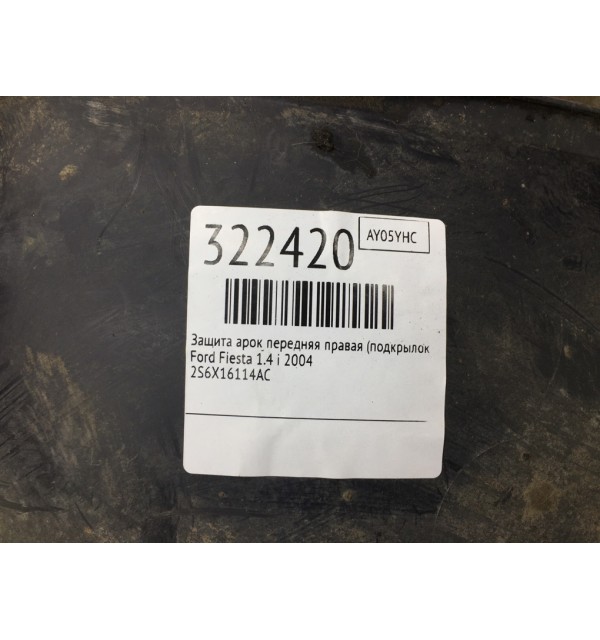 322420
AY05YHC
Защита арок передняя правая (подкрылок
Ford Fiesta 1.4 i 2004
2S6X16114AC